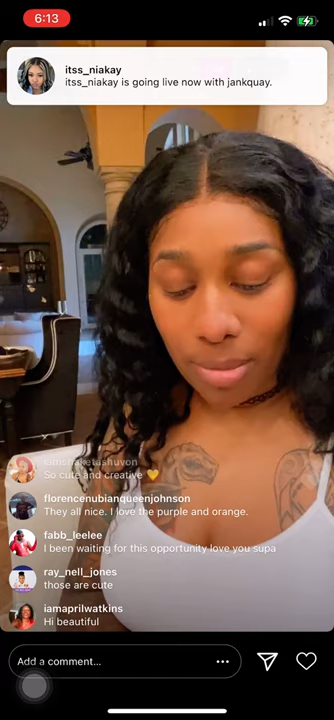 6:13
itss_niakay
itss_niakay is going live now with jankquay.
So cute and creative 💛
florencenubianqueenjohnson
They all nice. I love the purple and orange.
fabb_leelee
I been waiting for this opportunity love you supa
ray_nell_jones
those are cute
iamaprilwatkins
Hi beautiful
Add a comment...